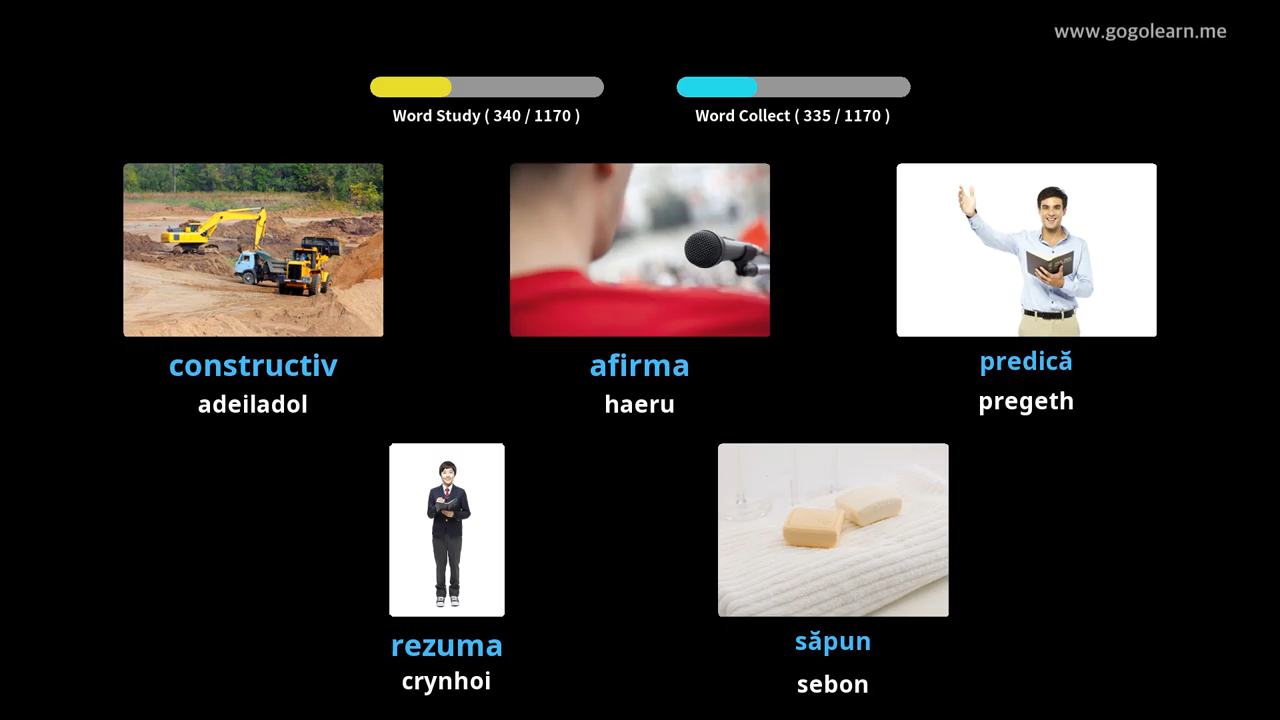 www.gogolearn.me
Word Study ( 340 / 1170 )
Word Collect ( 335 / 1170 )
constructiv
adeiladol
afirma
haeru
predică
pregeth
rezuma
crynhoi
săpun
sebon